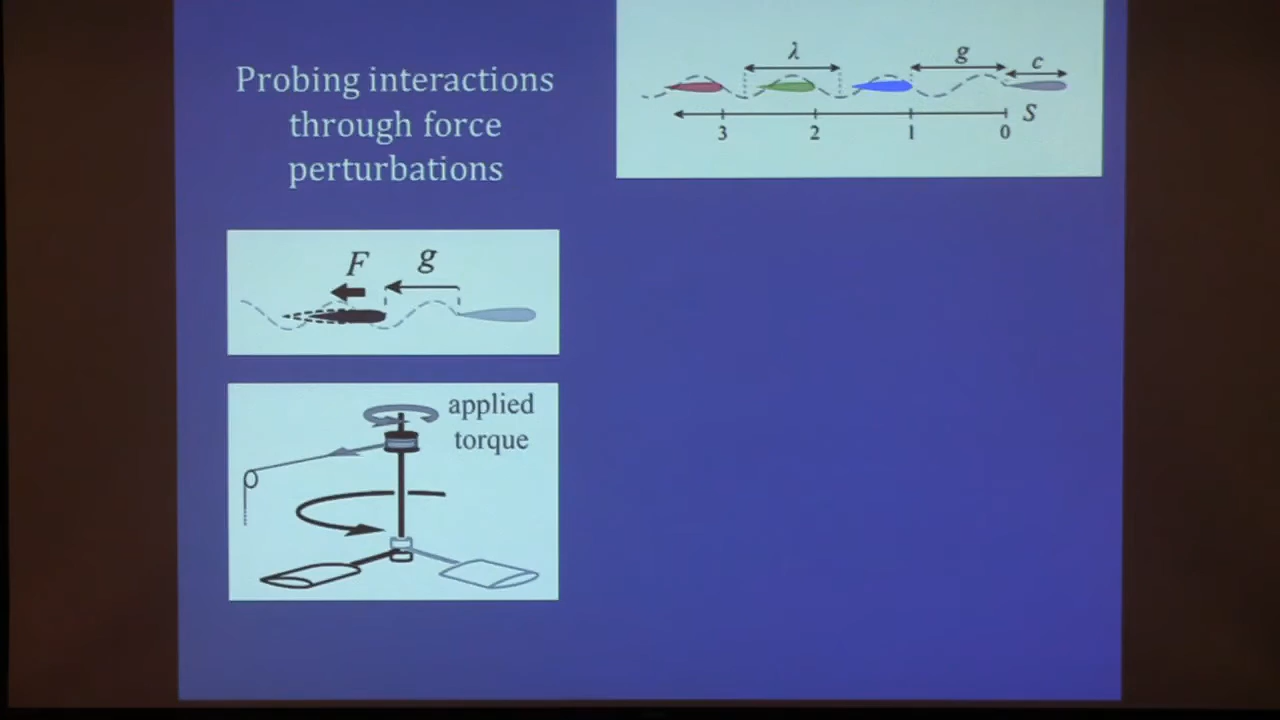 Probing interactions
through force
perturbations
λ
g
c
S
3 2 1 0
F
g
applied
torque